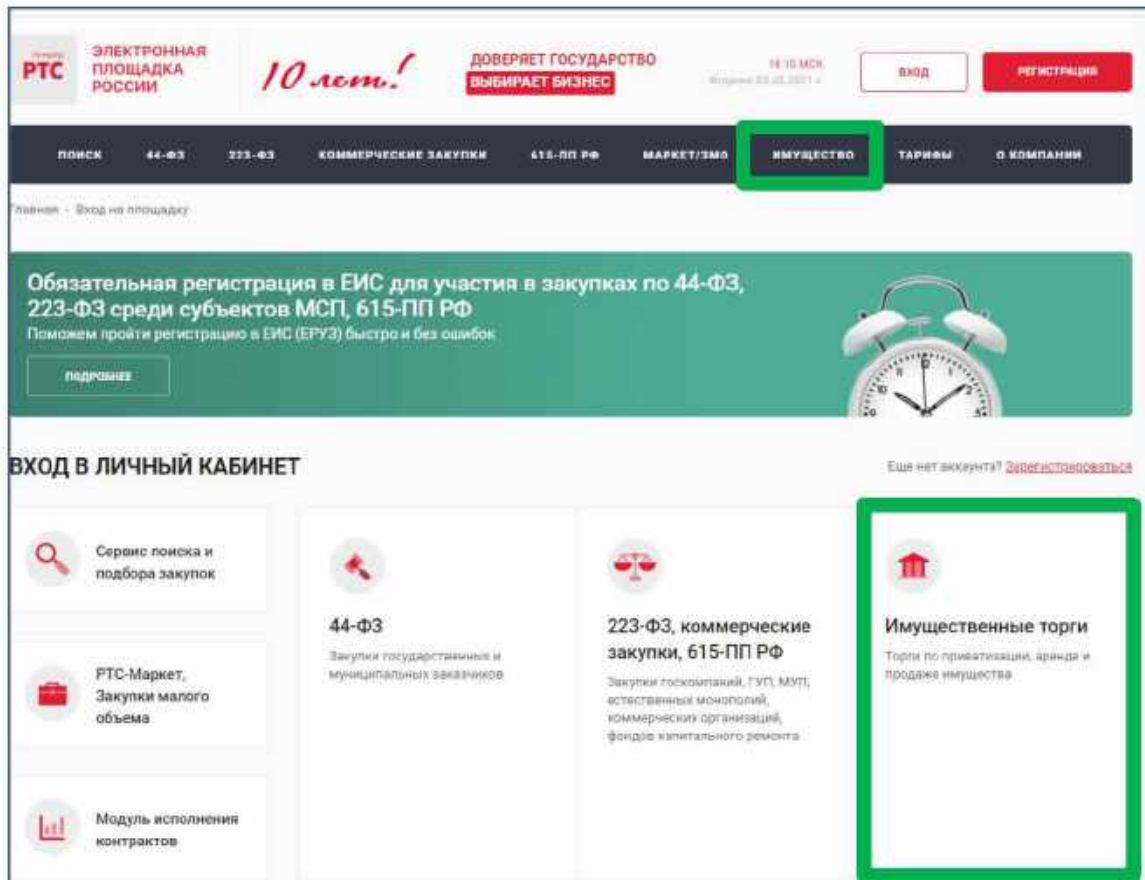 РТС
ЭЛЕКТРОННАЯ
ПЛОЩАДКА
РОССИИ
10 лет!
ДОВЕРЯЕТ ГОСУДАРСТВО
ВЫБИРАЕТ БИЗНЕС
МСК
ВХОД
РЕГИСТРАЦИЯ
ПОИСК 44-ФЗ 223-ФЗ КОММЕРЧЕСКИЕ ЗАКУПКИ 615-ПП РФ МАРКЕТ/ЗМО ИМУЩЕСТВО ТАРИФЫ О КОМПАНИИ
Главная - Вход на площадку
Обязательная регистрация в ЕИС для участия в закупках по 44-ФЗ,
223-ФЗ среди субъектов МСП, 615-ПП РФ
Поможем пройти регистрацию в ЕИС (ЕРУЗ) быстро и без ошибок
ПОДРОБНЕЕ
ВХОД В ЛИЧНЫЙ КАБИНЕТ
Еще нет аккаунта? Зарегистрироваться
Сервис поиска и
подбора закупок
РТС-Маркет,
Закупки малого
объема
Модуль исполнения
контрактов
44-ФЗ
Закупки государственных и
муниципальных заказчиков
223-ФЗ, коммерческие
закупки, 615-ПП РФ
Закупки госкомпаний, ГУП, МУП,
естественных монополий,
коммерческих организаций,
фондов капитального ремонта
Имущественные торги
Торги по приватизации, аренде и
продаже имущества